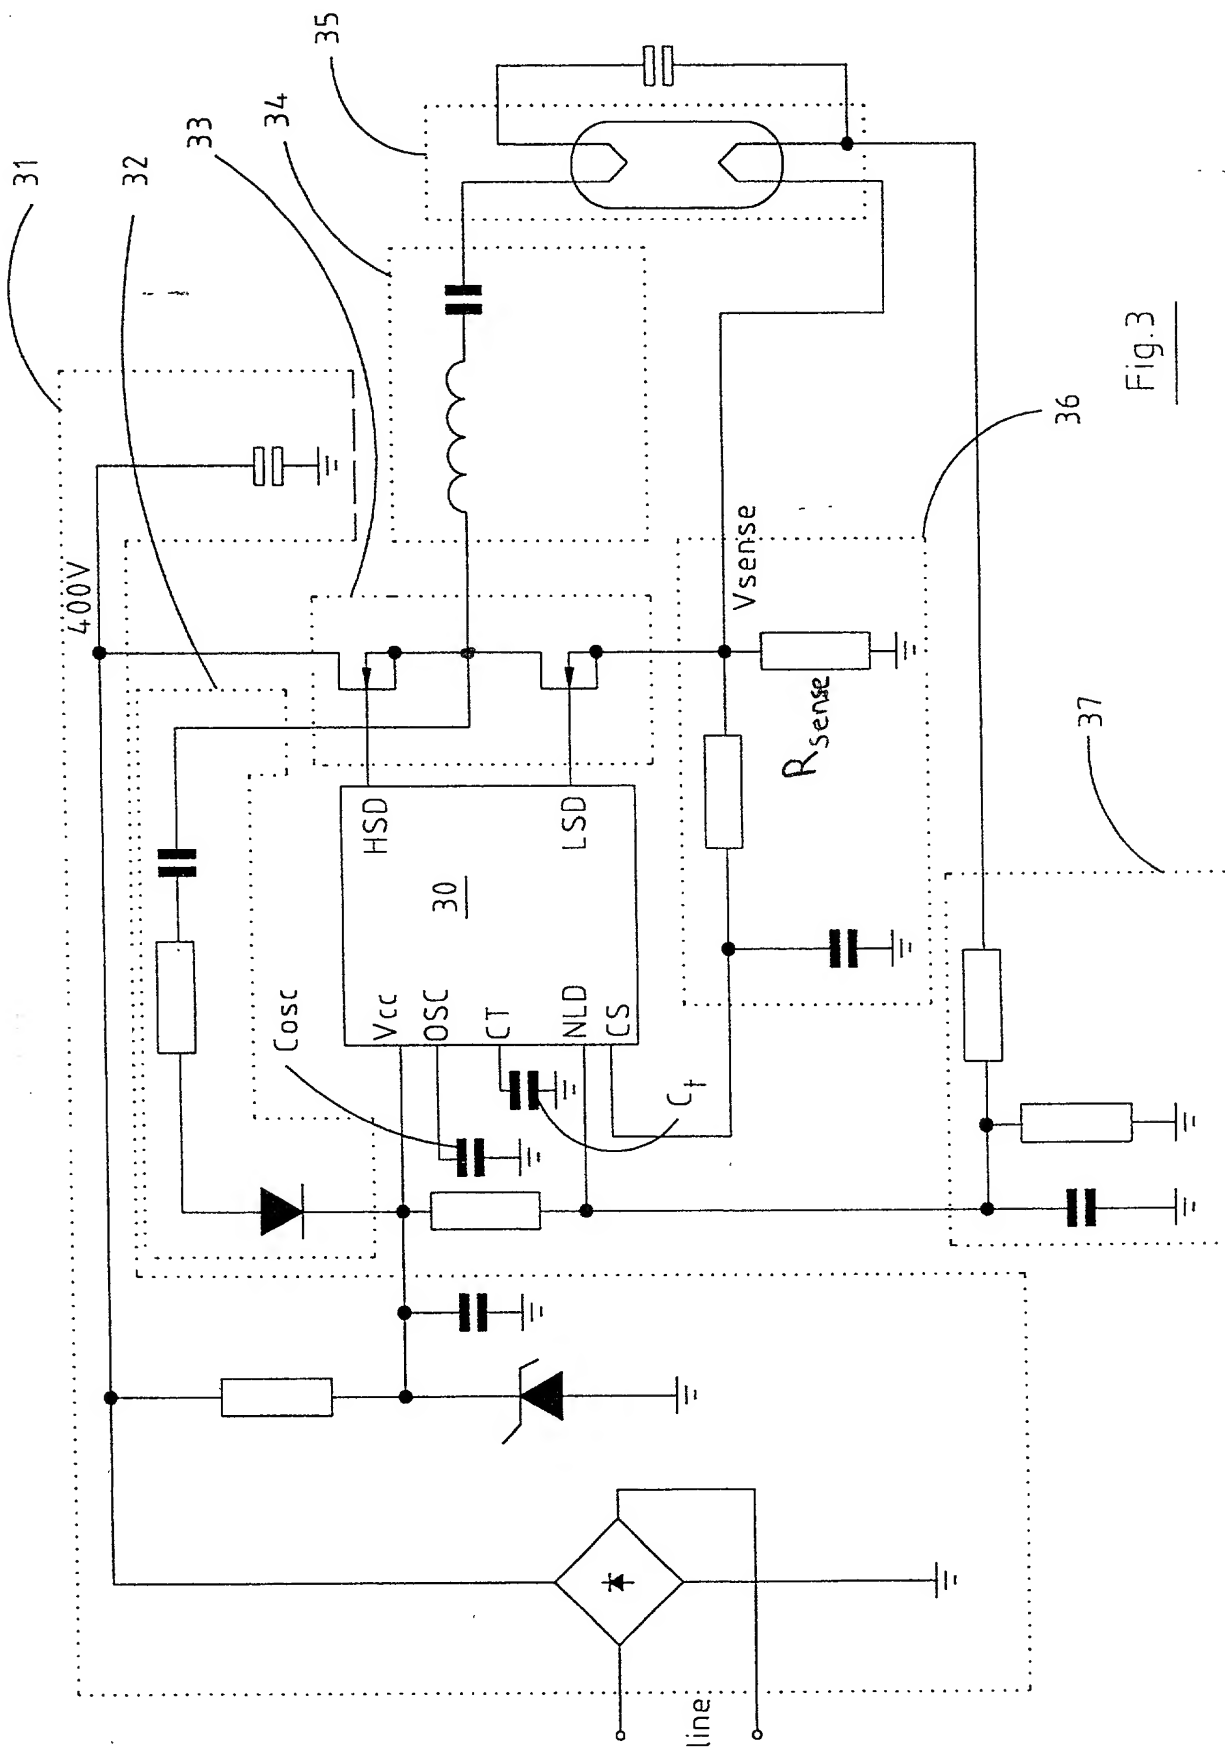 31
32
33
34
35
400V
HSD
LSD
30
Vcc
OSC
CT
NLD
CS
Cosc
Ct
Vsense
Rsense
36
37
line
Fig.3